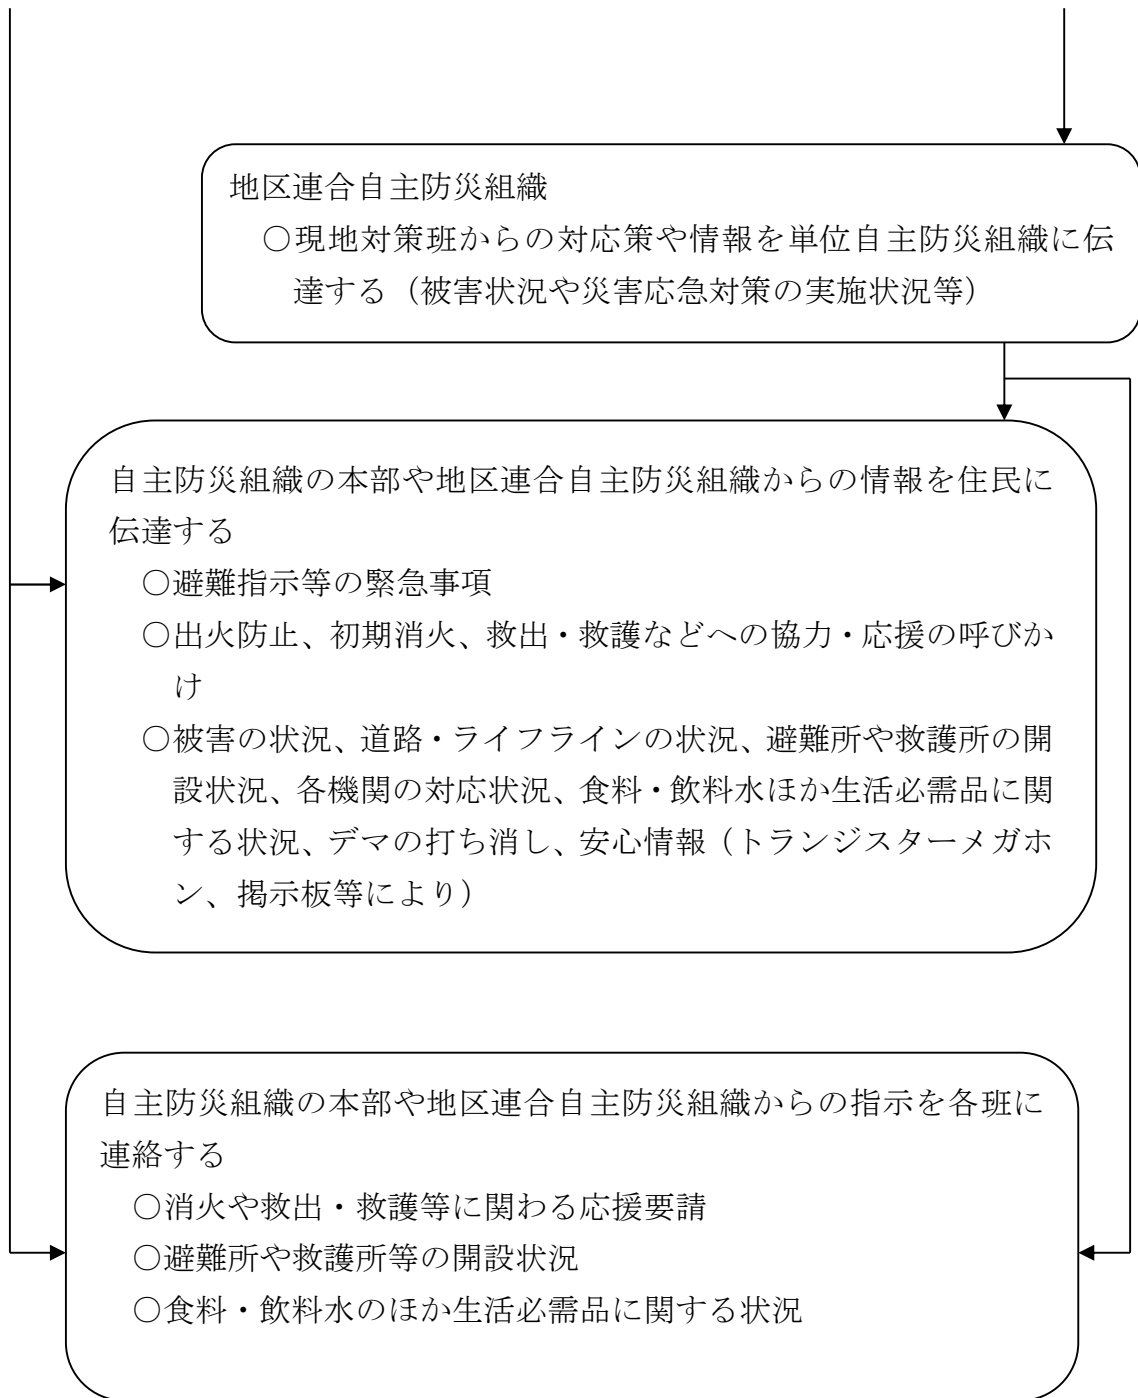 地区連合自主防災組織
○現地対策班からの対応策や情報を単位自主防災組織に伝
達する（被害状況や災害応急対策の実施状況等）
自主防災組織の本部や地区連合自主防災組織からの情報を住民に
伝達する
○避難指示等の緊急事項
○出火防止、初期消火、救出・救護などへの協力・応援の呼びか
け
○被害の状況、道路・ライフラインの状況、避難所や救護所の開
設状況、各機関の対応状況、食料・飲料水ほか生活必需品に関
する状況、デマの打ち消し、安心情報（トランジスターメガホ
ン、掲示板等により）
自主防災組織の本部や地区連合自主防災組織からの指示を各班に
連絡する
○消火や救出・救護等に関わる応援要請
○避難所や救護所等の開設状況
○食料・飲料水のほか生活必需品に関する状況